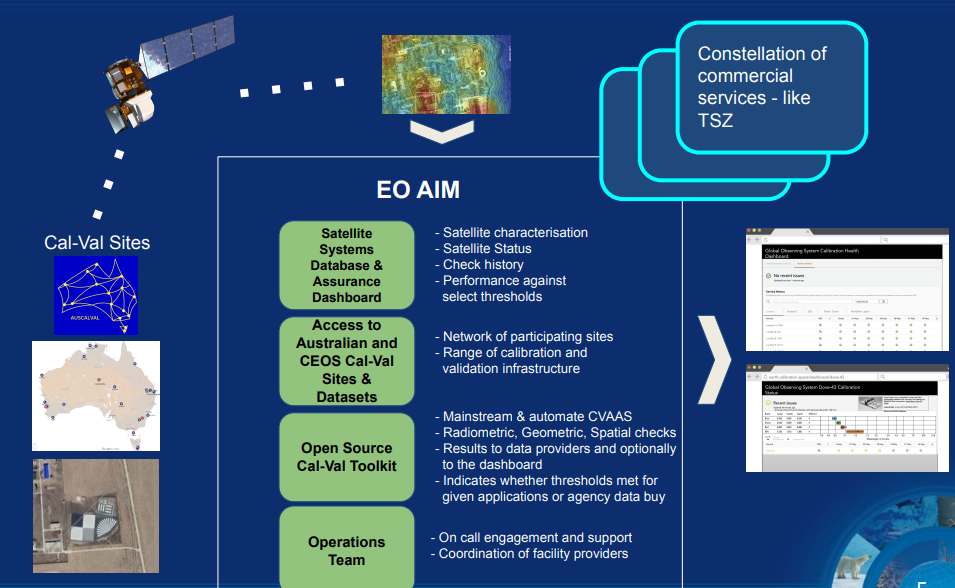 Constellation of
commercial
services - like
TSZ
EO AIM
Cal-Val Sites
AUSCALVAL
Satellite
Systems
Database &
Assurance
Dashboard
- Satellite characterisation
- Satellite Status
- Check history
- Performance against
select thresholds
Access to
Australian and
CEOS Cal-Val
Sites &
Datasets
- Network of participating sites
- Range of calibration and
validation infrastructure
Open Source
Cal-Val Toolkit
- Mainstream & automate CVAAS
- Radiometric, Geometric, Spatial checks
- Results to data providers and optionally
to the dashboard
- Indicates whether thresholds met for
given applications or agency data buy
Operations
Team
- On call engagement and support
- Coordination of facility providers
Global Observing System Calibration Health
Dashboard
No recent issues
Global Observing System Dove-43 Calibration
Status
Recent issues